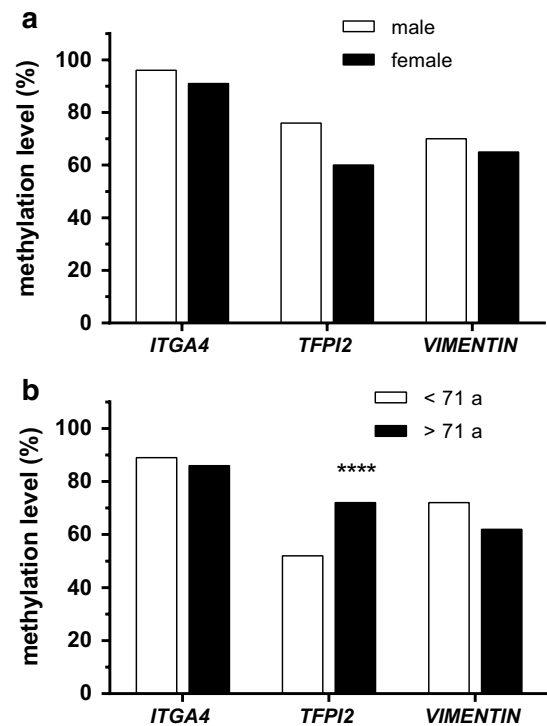 a
male
female
methylation level (%)
100
80
60
40
20
0
ITGA4 TFPI2 VIMENTIN
b
< 71 a
> 71 a
methylation level (%)
100
80
60
40
20
0
****
ITGA4 TFPI2 VIMENTIN